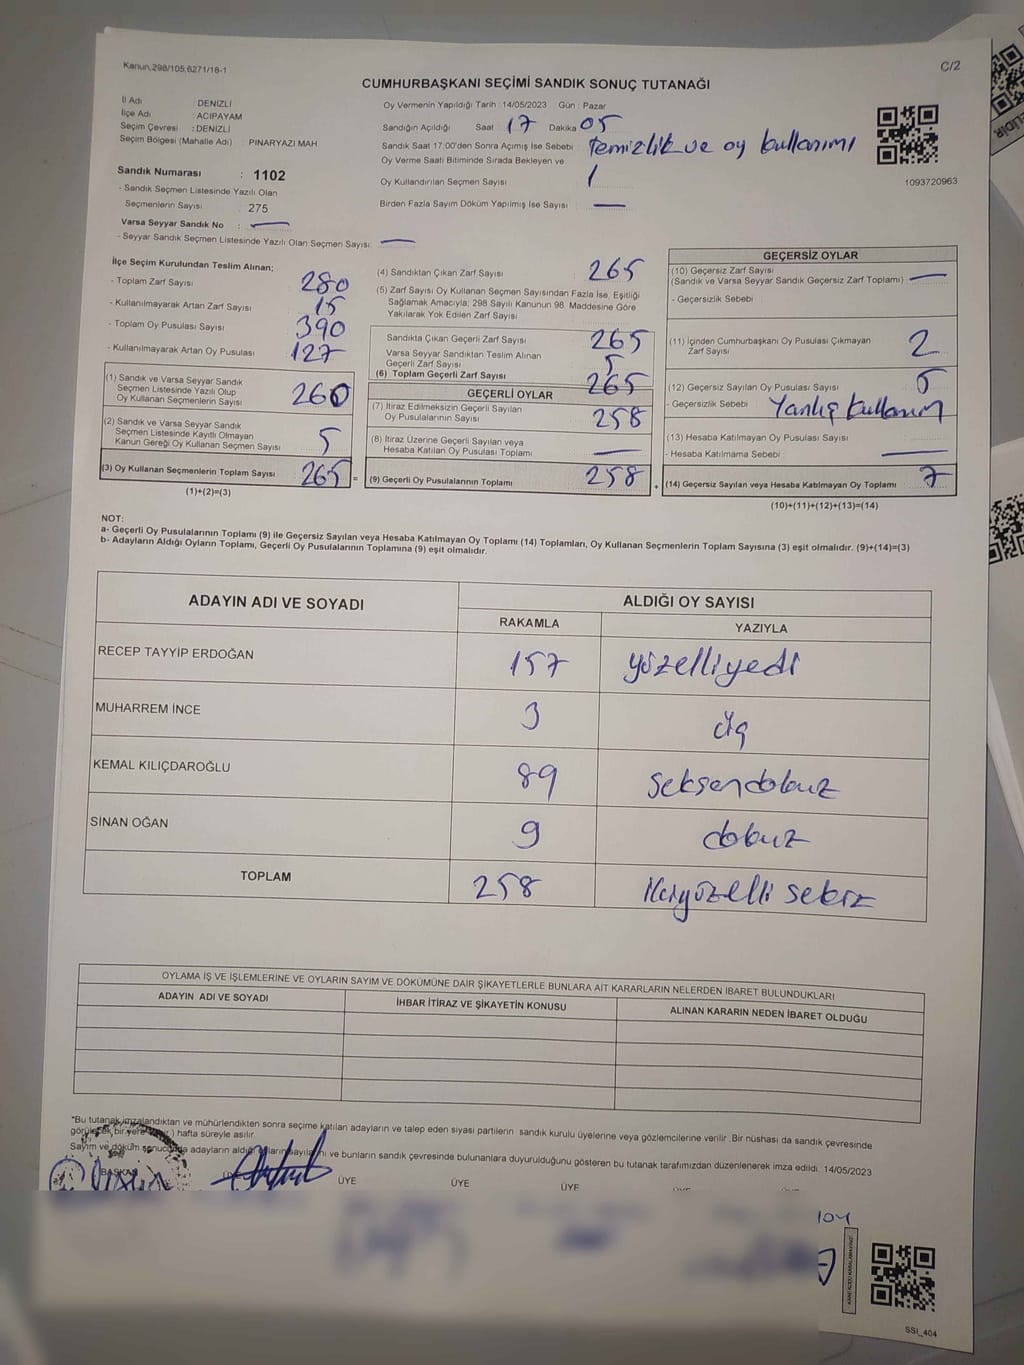 Kanun,298/105,6271/18-1
C/2
CUMHURBAŞKANI SEÇİMİ SANDIK SONUÇ TUTANAĞI
İl Adı : DENİZLİ
İlçe Adı : ACIPAYAM
Seçim Çevresi : DENİZLİ
Seçim Bölgesi (Mahalle Adı) PINARYAZI MAH.
Sandık Numarası : 1102
- Sandık Seçmen Listesinde Yazılı Olan
Seçmenlerin Sayısı : 275
Varsa Seyyar Sandık No : —
- Seyyar Sandık Seçmen Listesinde Yazılı Olan Seçmen Sayısı: —
Oy Vermenin Yapıldığı Tarih : 14/05/2023 Gün : Pazar
Sandığın Açıldığı Saat : 17 Dakika : 05
Sandık Saat 17:00'den Sonra Açımış İse Sebebi : temizlik ve oy kullanımı
Oy Verme Saati Bitiminde Sırada Bekleyen ve
Oy Kullandırılan Seçmen Sayısı 1
Birden Fazla Sayım Döküm Yapılmış İse Sayısı : —
1093720963
İlçe Seçim Kurulundan Teslim Alınan;
- Toplam Zarf Sayısı : 280
- Kullanılmayarak Artan Zarf Sayısı : 15
- Toplam Oy Pusulası Sayısı : 390
- Kullanılmayarak Artan Oy Pusulası : 127
(1) Sandık ve Varsa Seyyar Sandık
Seçmen Listesinde Yazılı Olup
Oy Kullanan Seçmenlerin Sayısı 260
(2) Sandık ve Varsa Seyyar Sandık
Seçmen Listesinde Kayıtlı Olmayan
Kanun Gereği Oy Kullanan Seçmen Sayısı 5
(3) Oy Kullanan Seçmenlerin Toplam Sayısı 265 =
(1)+(2)=(3)
(4) Sandıktan Çıkan Zarf Sayısı : 265
(5) Zarf Sayısı Oy Kullanan Seçmen Sayısından Fazla İse, Eşitliği
Sağlamak Amacıyla; 298 Sayılı Kanunun 98. Maddesine Göre
Yakılarak Yok Edilen Zarf Sayısı
Sandıkta Çıkan Geçerli Zarf Sayısı : 265
Varsa Seyyar Sandıktan Teslim Alınan
Geçerli Zarf Sayısı 5
(6) Toplam Geçerli Zarf Sayısı : 265
GEÇERLİ OYLAR
(7) İtiraz Edilmeksizin Geçerli Sayılan
Oy Pusulalarının Sayısı 258
(8) İtiraz Üzerine Geçerli Sayılan veya
Hesaba Katılan Oy Pusulası Toplamı —
(9) Geçerli Oy Pusulalarının Toplamı 258 +
GEÇERSİZ OYLAR
(10) Geçersiz Zarf Sayısı
(Sandık ve Varsa Seyyar Sandık Geçersiz Zarf Toplamı) —
- Geçersizlik Sebebi
(11) İçinden Cumhurbaşkanı Oy Pusulası Çıkmayan
Zarf Sayısı 2
(12) Geçersiz Sayılan Oy Pusulası Sayısı 5
- Geçersizlik Sebebi : Yanlış kullanım
(13) Hesaba Katılmayan Oy Pusulası Sayısı :
- Hesaba Katılmama Sebebi : —
(14) Geçersiz Sayılan veya Hesaba Katılmayan Oy Toplamı : 7
(10)+(11)+(12)+(13)=(14)
NOT:
a- Geçerli Oy Pusulalarının Toplamı (9) ile Geçersiz Sayılan veya Hesaba Katılmayan Oy Toplamı (14) Toplamları, Oy Kullanan Seçmenlerin Toplam Sayısına (3) eşit olmalıdır. (9)+(14)=(3)
b- Adayların Aldığı Oyların Toplamı, Geçerli Oy Pusulalarının Toplamına (9) eşit olmalıdır.
ADAYIN ADI VE SOYADI ALDIĞI OY SAYISI
RAKAMLA YAZIYLA
RECEP TAYYİP ERDOĞAN 157 yüzelliyedi
MUHARREM İNCE 3 üç
KEMAL KILIÇDAROĞLU 89 seksendokuz
SİNAN OĞAN 9 dokuz
TOPLAM 258 ikiyüzelli sekiz
OYLAMA İŞ VE İŞLEMLERİNE VE OYLARIN SAYIM VE DÖKÜMÜNE DAİR ŞİKAYETLERLE BUNLARA AİT KARARLARIN NELERDEN İBARET BULUNDUKLARI
ADAYIN ADI VE SOYADI İHBAR İTİRAZ VE ŞİKAYETİN KONUSU ALINAN KARARIN NEDEN İBARET OLDUĞU
*Bu tutanak imzalandıktan ve mühürlendikten sonra seçime katılan adayların ve talep eden siyasi partilerin sandık kurulu üyelerine veya gözlemcilerine verilir. Bir nüshası da sandık çevresinde
bir yere hafta süreyle asılır.
Sayım ve döküm adayların aldığı ve bunların sandık çevresinde bulunanlara duyurulduğunu gösteren bu tutanak tarafımızdan düzenlenerek imza edildi. 14/05/2023
BAŞKAN ÜYE ÜYE ÜYE
SSI_404